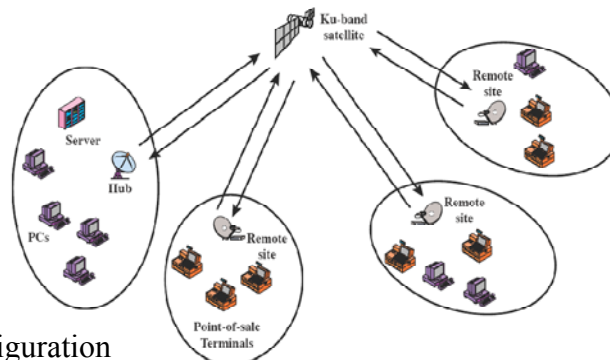 Ku-band
satellite
Remote
site
Server
Hub
PCs
Remote
site
Remote
site
Point-of-sale
Terminals
iguration